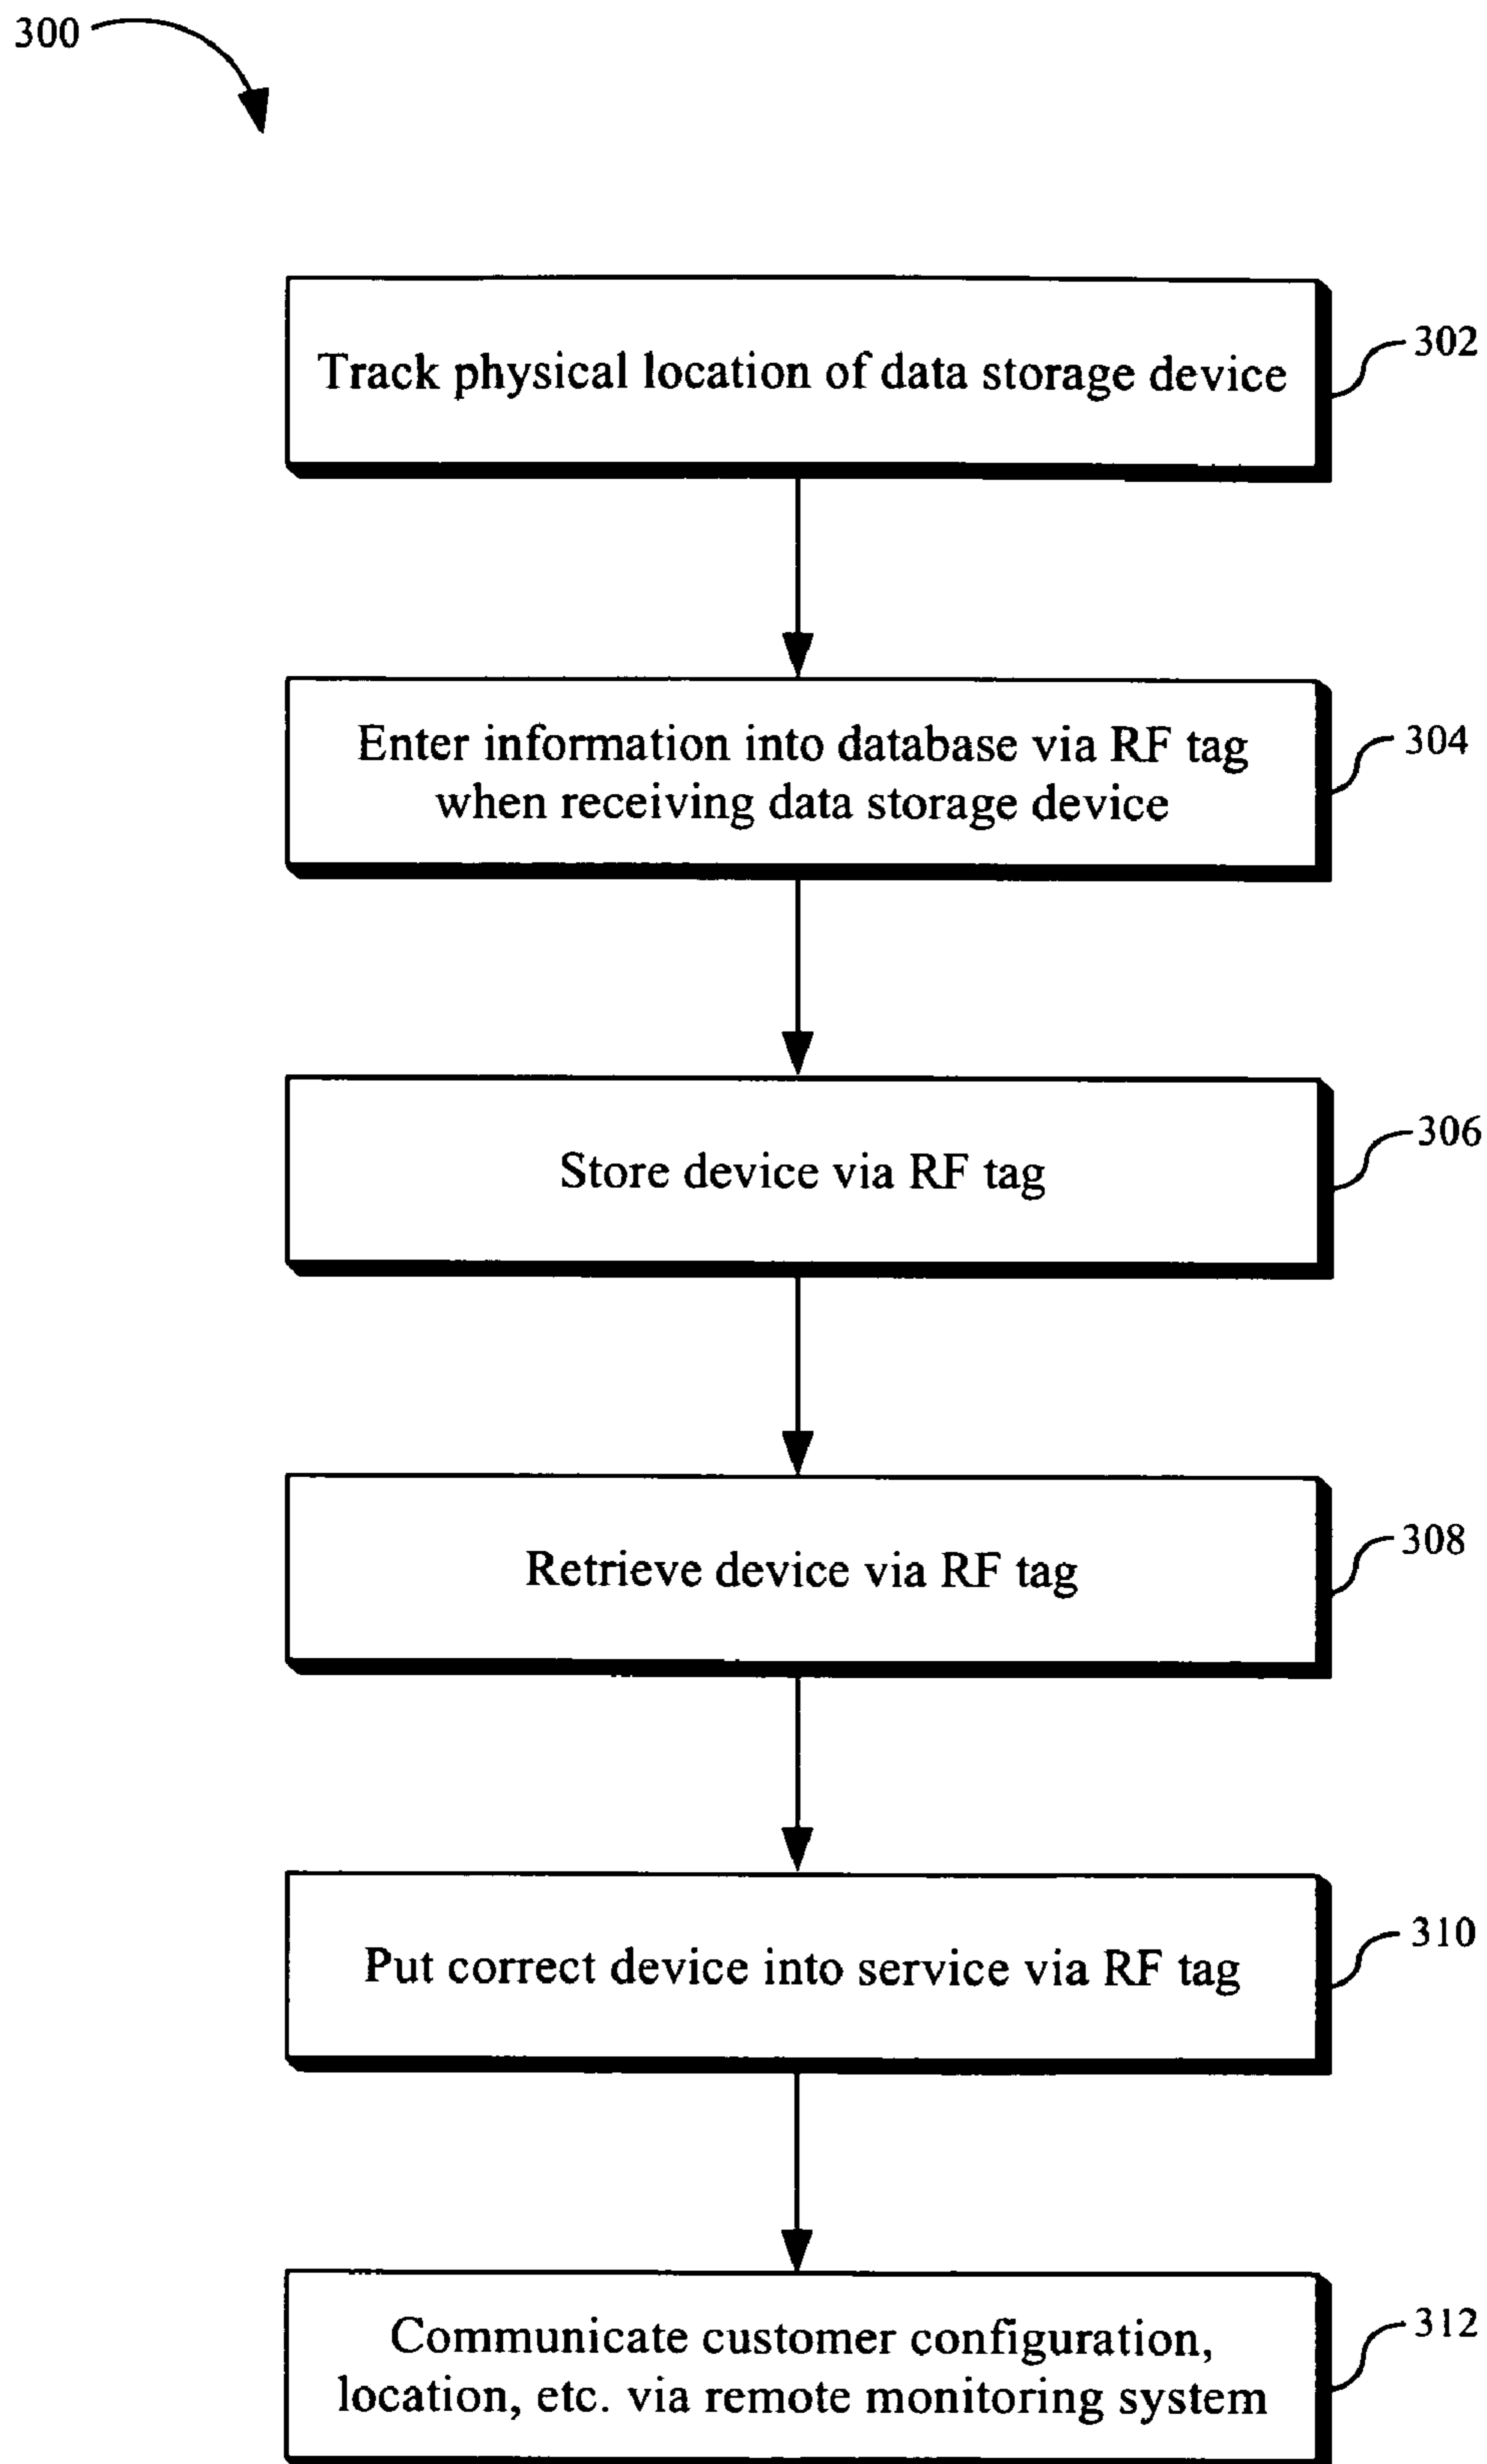 300
Track physical location of data storage device
302
Enter information into database via RF tag
when receiving data storage device
304
Store device via RF tag
306
Retrieve device via RF tag
308
Put correct device into service via RF tag
310
Communicate customer configuration,
location, etc. via remote monitoring system
312